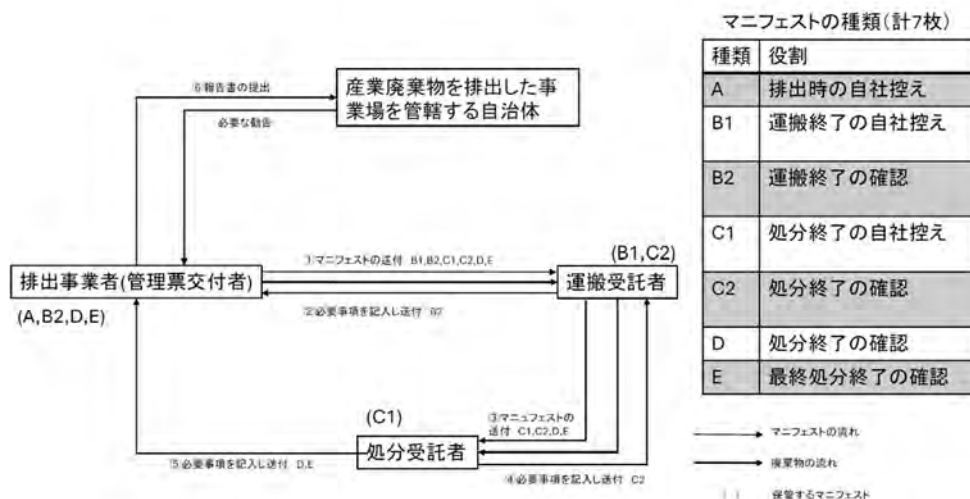 マニフェストの種類(計7枚)
種類 役割
A 排出時の自社控え
B1 運搬終了の自社控え
B2 運搬終了の確認
C1 処分終了の自社控え
C2 処分終了の確認
D 処分終了の確認
E 最終処分終了の確認
⑥報告書の提出
産業廃棄物を排出した事
業場を管轄する自治体
必要な勧告
①マニフェストの送付 B1,B2,C1,C2,D,E
(B1,C2)
排出事業者(管理票交付者)
運搬受託者
(A,B2,D,E)
②必要事項を記入し送付 B2
③マニュフェストの
送付 C1,C2,D,E
(C1)
処分受託者
⑤必要事項を記入し送付 D,E
④必要事項を記入し送付 C2
マニフェストの流れ
廃棄物の流れ
保管するマニフェスト